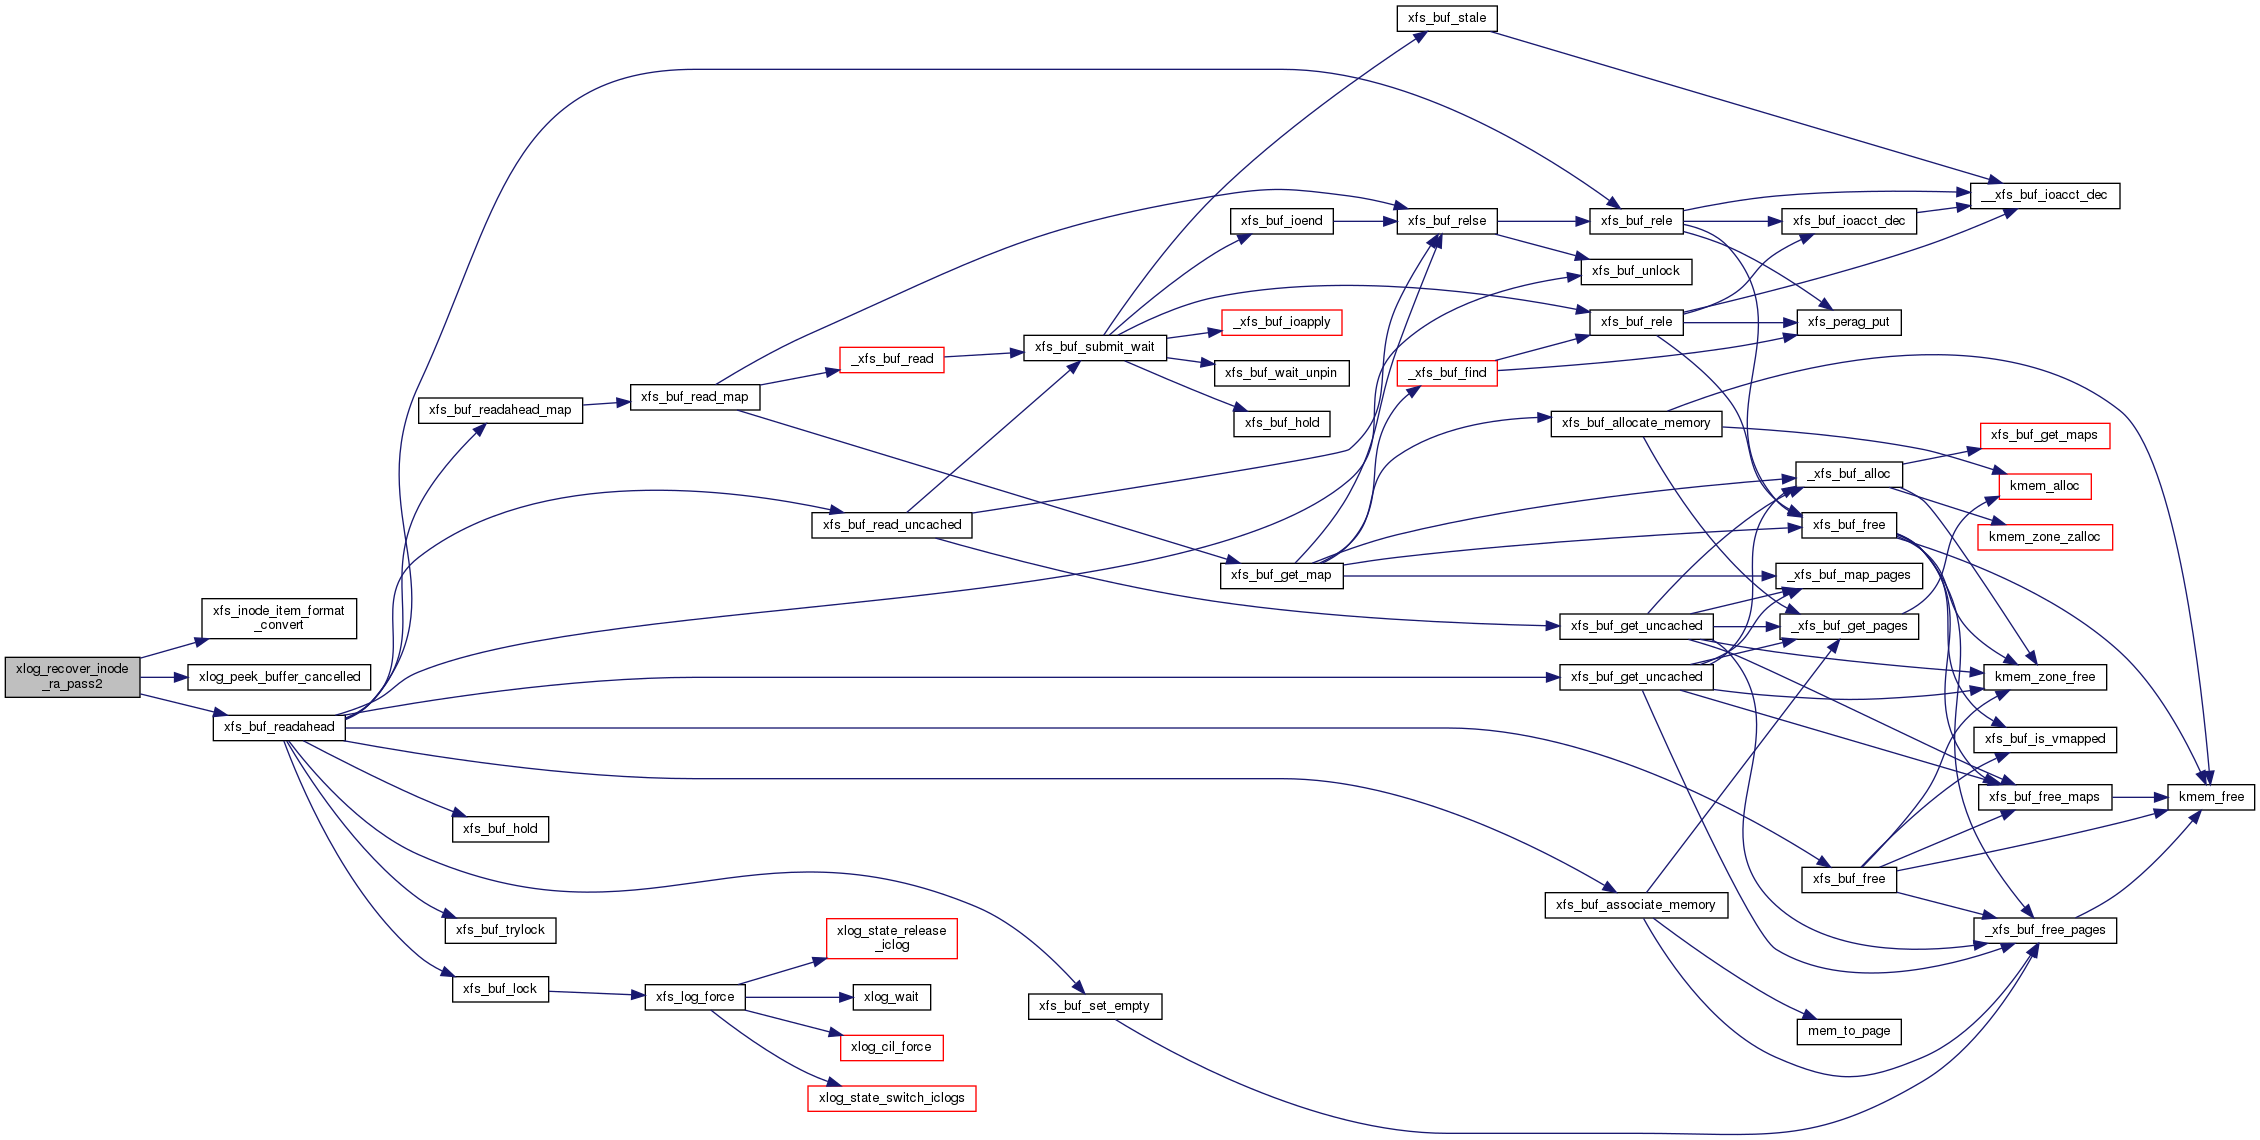 xfs_buf_stale
__xfs_buf_ioacct_dec
xfs_buf_ioend
xfs_buf_relse
xfs_buf_rele
xfs_buf_ioacct_dec
xfs_buf_unlock
_xfs_buf_ioapply
xfs_buf_rele
xfs_perag_put
xfs_buf_submit_wait
_xfs_buf_read
xfs_buf_wait_unpin
_xfs_buf_find
xfs_buf_read_map
xfs_buf_readahead_map
xfs_buf_hold
xfs_buf_allocate_memory
xfs_buf_get_maps
_xfs_buf_alloc
kmem_alloc
xfs_buf_read_uncached
xfs_buf_free
kmem_zone_zalloc
xfs_buf_get_map
_xfs_buf_map_pages
xfs_inode_item_format
_convert
xfs_buf_get_uncached
_xfs_buf_get_pages
xlog_recover_inode
_ra_pass2
xlog_peek_buffer_cancelled
xfs_buf_get_uncached
kmem_zone_free
xfs_buf_readahead
xfs_buf_is_vmapped
xfs_buf_free_maps
kmem_free
xfs_buf_hold
xfs_buf_free
xfs_buf_associate_memory
xfs_buf_trylock
xlog_state_release
_iclog
_xfs_buf_free_pages
xfs_buf_lock
xfs_log_force
xlog_wait
xfs_buf_set_empty
mem_to_page
xlog_cil_force
xlog_state_switch_iclogs